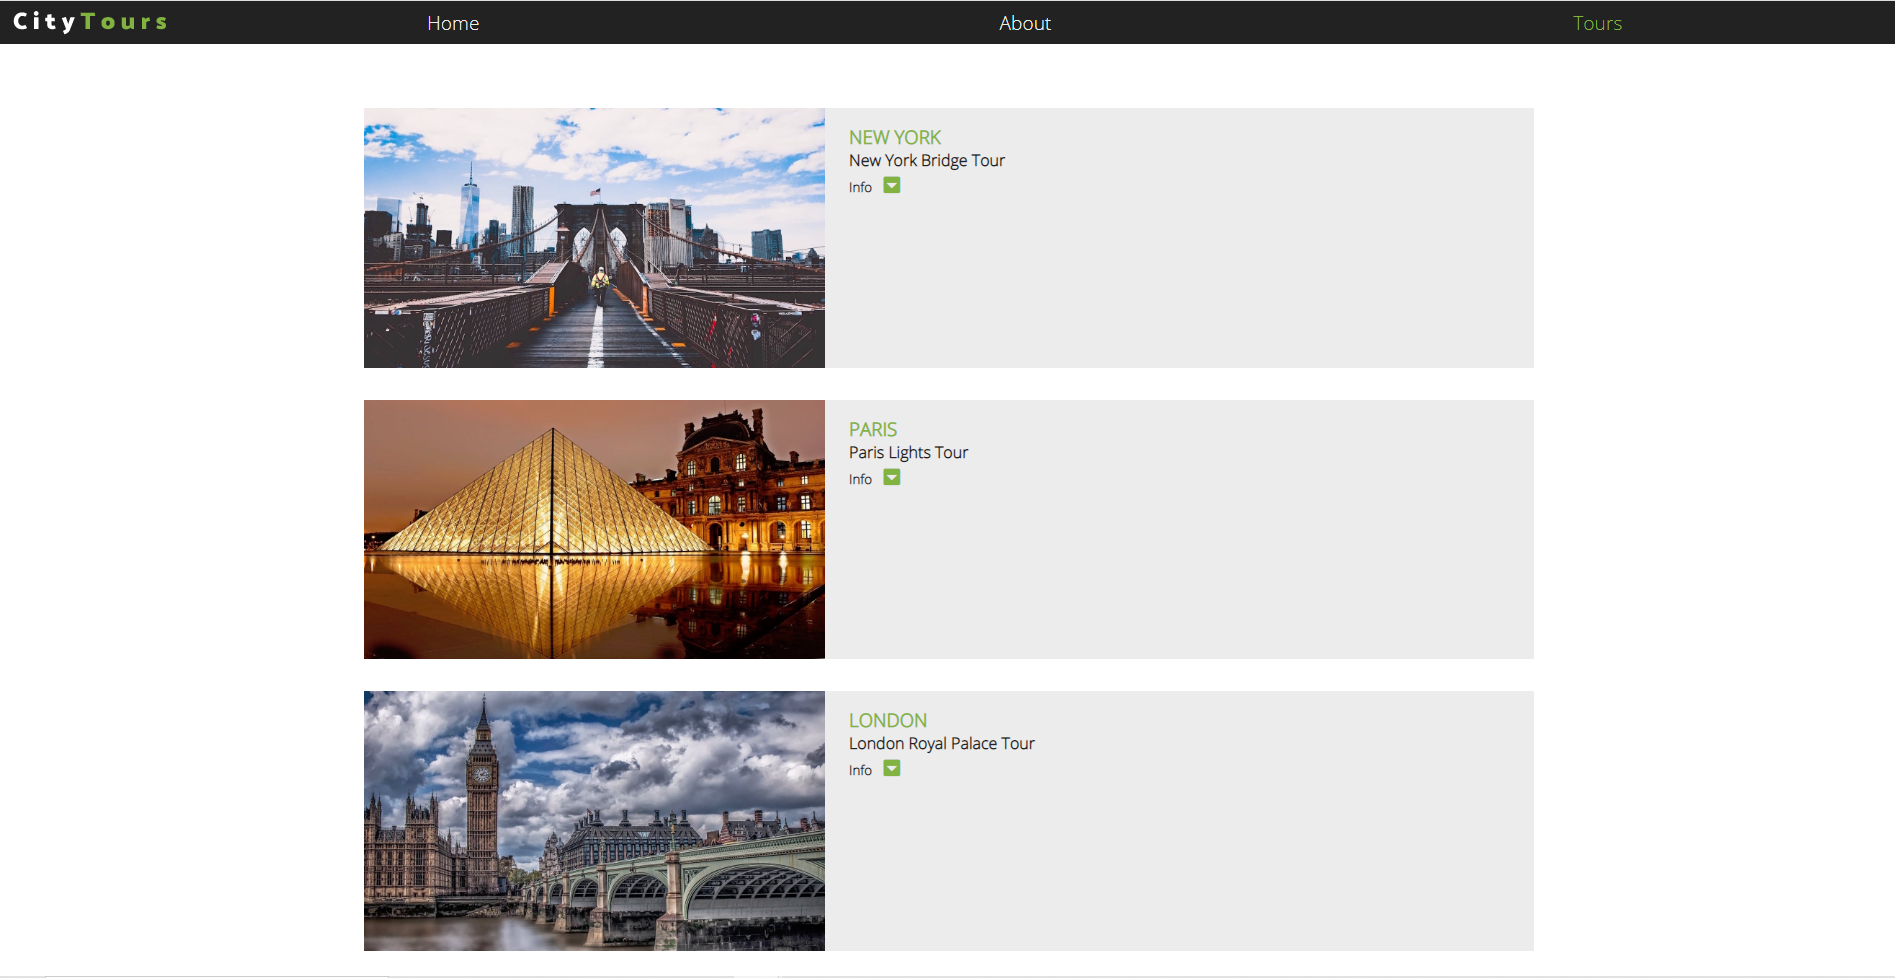 CityTours Home About Tours
NEW YORK
New York Bridge Tour
Info
PARIS
Paris Lights Tour
Info
LONDON
London Royal Palace Tour
Info